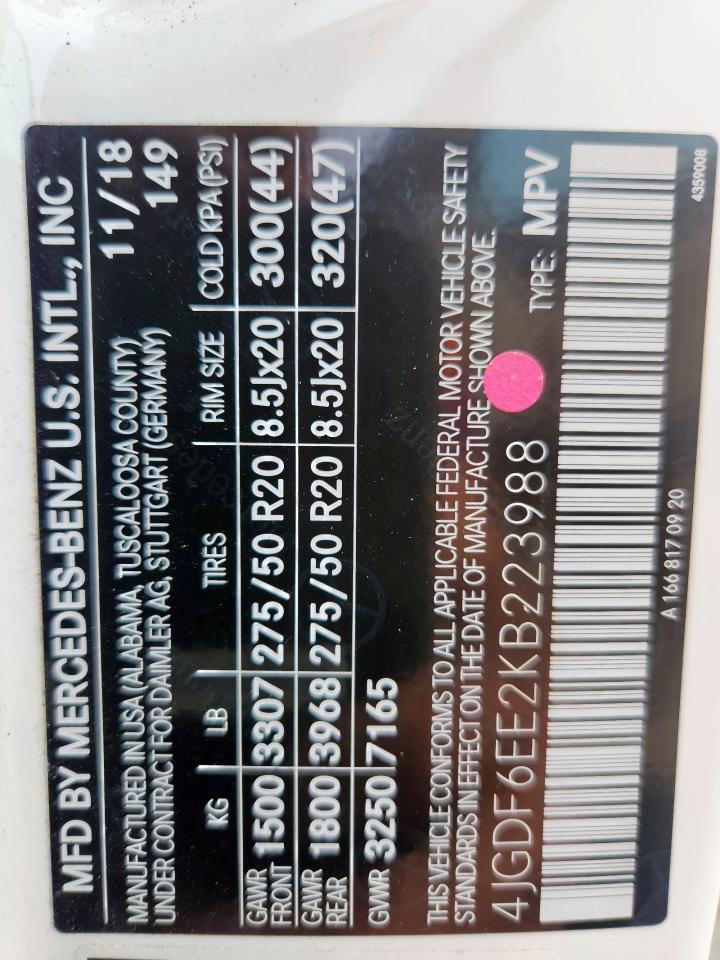 MFD BY MERCEDES-BENZ U.S. INTL., INC
MANUFACTURED IN USA (ALABAMA, TUSCALOOSA COUNTY) 11/18
UNDER CONTRACT FOR DAIMLER AG, STUTTGART (GERMANY) 149
KG LB TIRES RIM SIZE COLD KPA(PSI)
GAWR FRONT 1500 3307 275/50 R20 8.5Jx20 300(44)
GAWR REAR 1800 3968 275/50 R20 8.5Jx20 320(47)
GVWR 3250 7165
THIS VEHICLE CONFORMS TO ALL APPLICABLE FEDERAL MOTOR VEHICLE SAFETY
STANDARDS IN EFFECT ON THE DATE OF MANUFACTURE SHOWN ABOVE.
4JGDF6EE2KB223988 TYPE: MPV
A 166 817 09 20 4359008